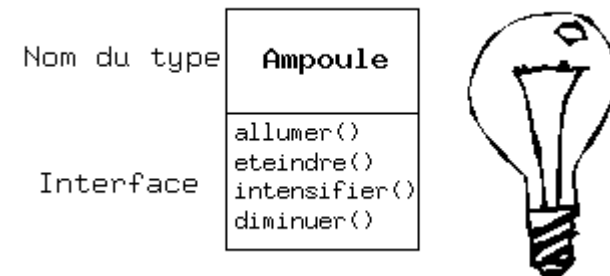 Nom du type
Ampoule
Interface
allumer()
eteindre()
intensifier()
diminuer()